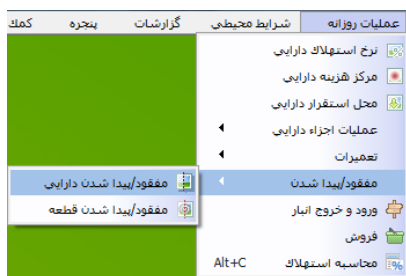 عملیات روزانه شرایط محیطی گزارشات پنجره کمک
نرخ استهلاک دارایی
مرکز هزینه دارایی
محل استقرار دارایی
عملیات اجزاء دارایی
تعمیرات
مفقود/پیدا شدن
مفقود/پیدا شدن دارایی
مفقود/پیدا شدن قطعه
ورود و خروج انبار
فروش
محاسبه استهلاک Alt+C